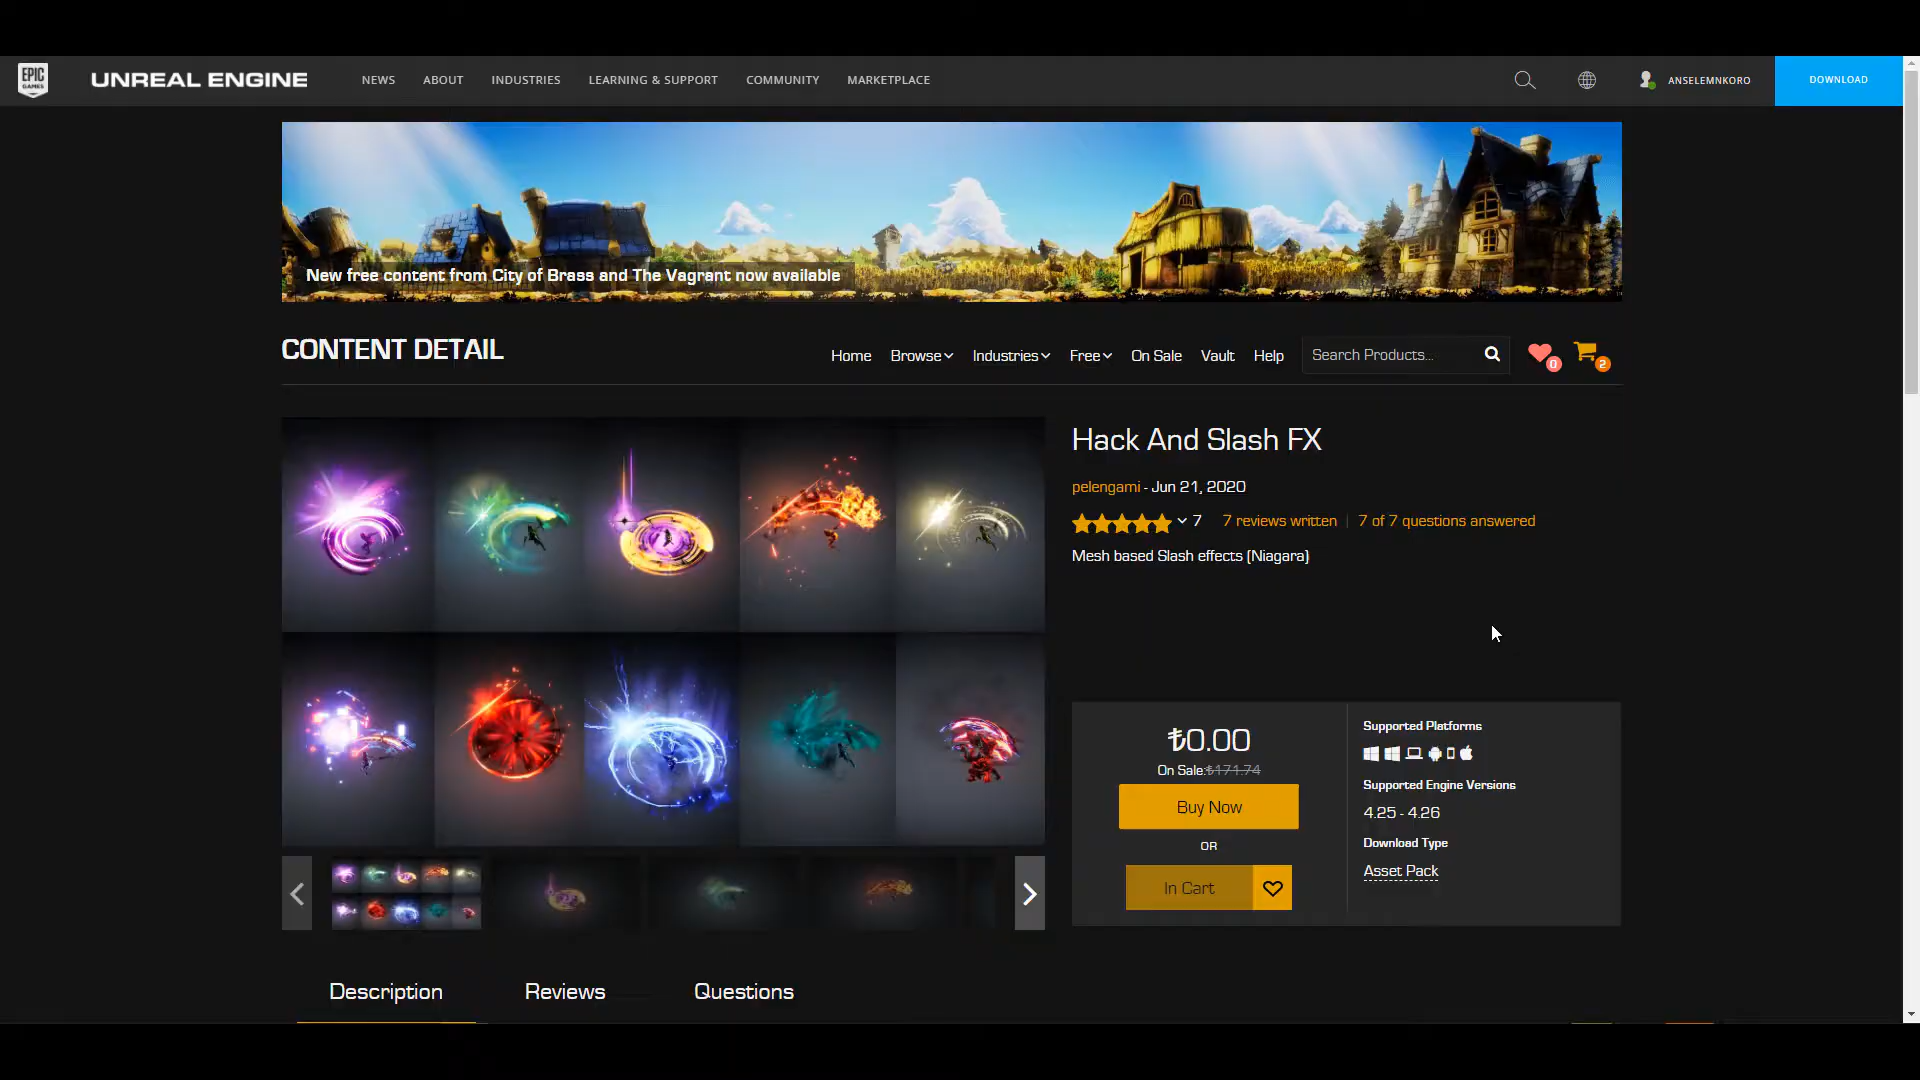 EPIC GAMES
UNREAL ENGINE
NEWS
ABOUT
INDUSTRIES
LEARNING & SUPPORT
COMMUNITY
MARKETPLACE
ANSELEMNKORO
DOWNLOAD
New free content from City of Brass and The Vagrant now available
CONTENT DETAIL
Home
Browse
Industries
Free
On Sale
Vault
Help
Search Products...
0
2
Hack And Slash FX
pelengami - Jun 21, 2020
7
7 reviews written
7 of 7 questions answered
Mesh based Slash effects (Niagara)
₺0.00
On Sale:₺171.74
Buy Now
OR
In Cart
Supported Platforms
Supported Engine Versions
4.25 - 4.26
Download Type
Asset Pack
Description
Reviews
Questions